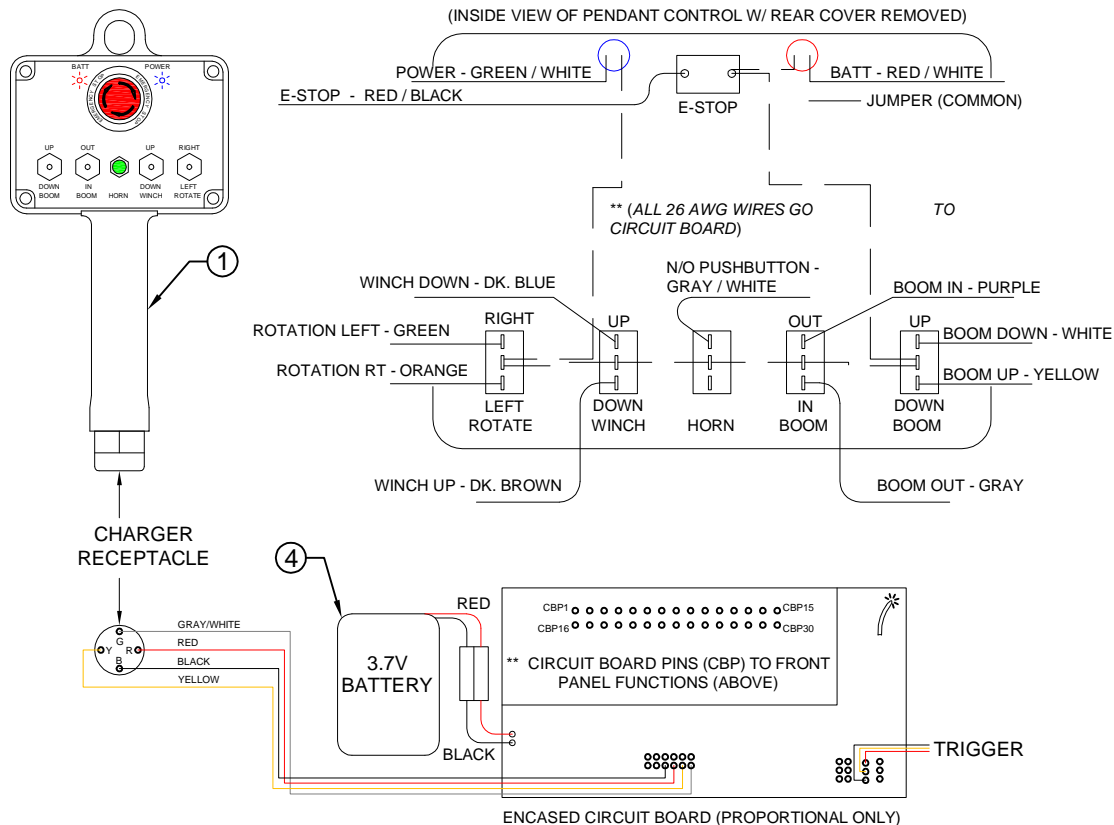 (INSIDE VIEW OF PENDANT CONTROL W/ REAR COVER REMOVED)
BATT
POWER
EMERGENCY STOP
EMERGENCY STOP
UP
OUT
UP
RIGHT
DOWN
BOOM
IN
BOOM
HORN
DOWN
WINCH
LEFT
ROTATE
1
POWER - GREEN / WHITE
BATT - RED / WHITE
E-STOP - RED / BLACK
E-STOP
JUMPER (COMMON)
** (ALL 26 AWG WIRES GO TO
CIRCUIT BOARD)
WINCH DOWN - DK. BLUE
N/O PUSHBUTTON -
GRAY / WHITE
BOOM IN - PURPLE
ROTATION LEFT - GREEN
RIGHT
UP
OUT
UP
BOOM DOWN - WHITE
ROTATION RT - ORANGE
BOOM UP - YELLOW
LEFT
ROTATE
DOWN
WINCH
HORN
IN
BOOM
DOWN
BOOM
WINCH UP - DK. BROWN
BOOM OUT - GRAY
CHARGER
RECEPTACLE
4
G
Y
R
B
GRAY/WHITE
RED
BLACK
YELLOW
3.7V
BATTERY
RED
BLACK
CBP1
CBP15
CBP16
CBP30
** CIRCUIT BOARD PINS (CBP) TO FRONT
PANEL FUNCTIONS (ABOVE)
TRIGGER
ENCASED CIRCUIT BOARD (PROPORTIONAL ONLY)